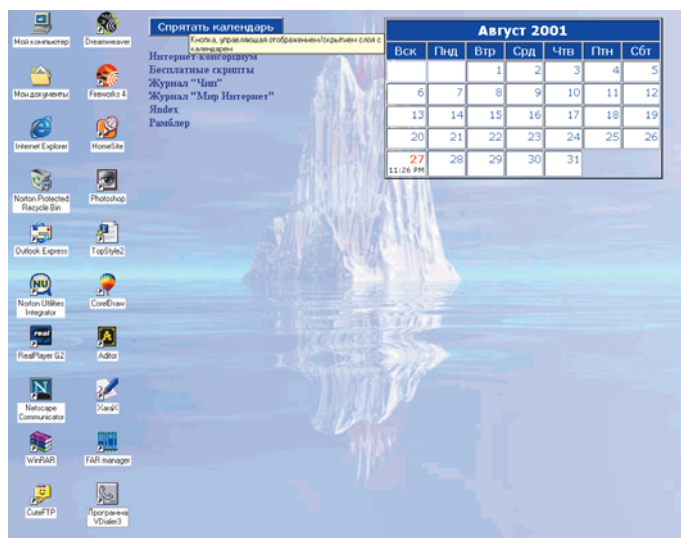 Мой компьютер
Dreamweaver
Мои документы
Fireworks 4
Internet Explorer
HomeSite
Norton Protected
Recycle Bin
Photoshop
Outlook Express
TopStyle2
Norton Utilities
Integrator
CorelDraw
RealPlayer G2
Aditor
Netscape
Communicator
XaraX
WinRAR
FAR manager
CuteFTP
Программа
VDialer3
Спрятать календарь
Кнопка, управляющая отображением/скрытием слоя с
календарем
Интернет-консорциум
Бесплатные скрипты
Журнал "Чип"
Журнал "Мир Интернет"
Яndex
Рамблер
Август 2001
Вск Пнд Втр Срд Чтв Птн Сбт
1 2 3 4 5
6 7 8 9 10 11 12
13 14 15 16 17 18 19
20 21 22 23 24 25 26
27 28 29 30 31
11:26 PM